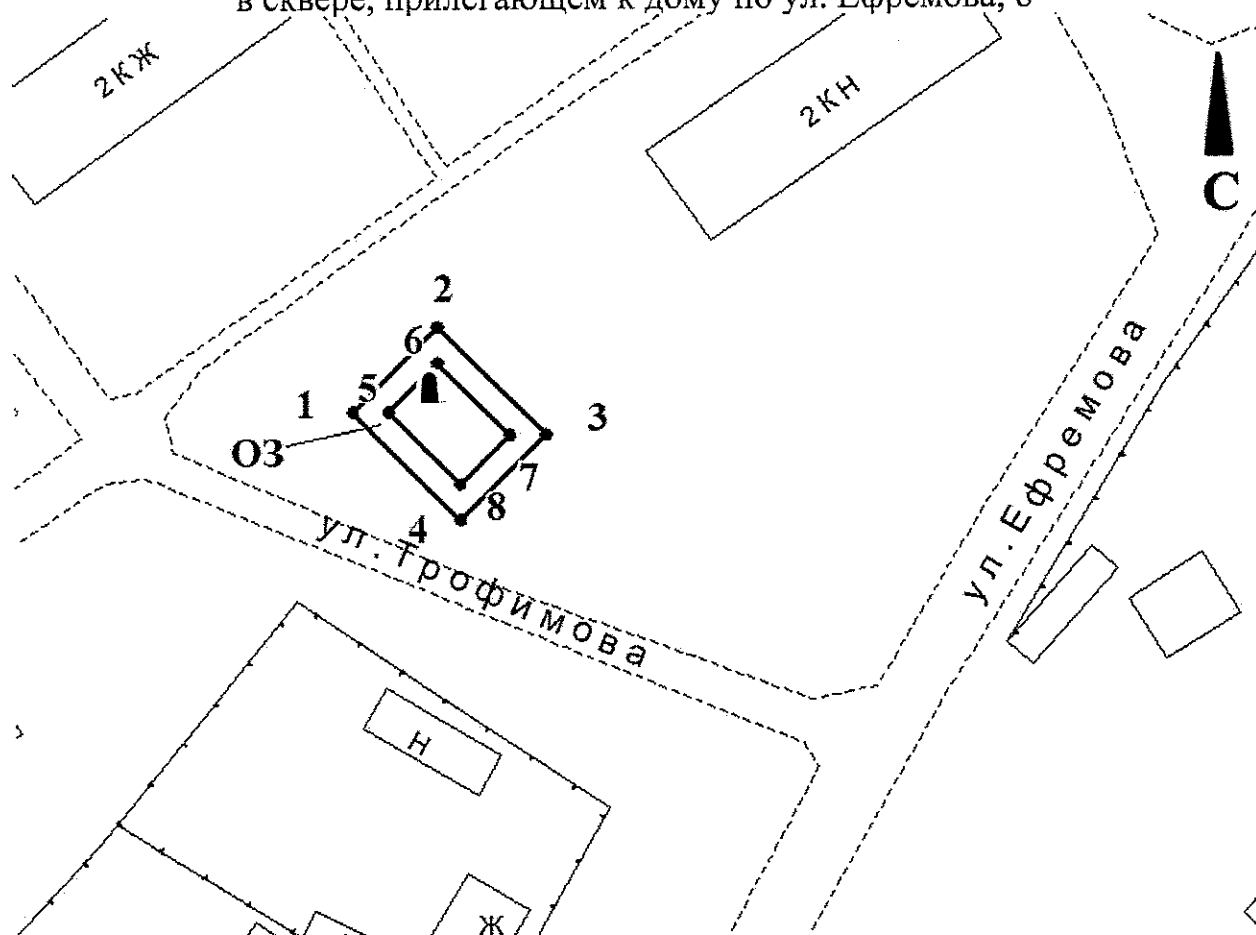 в сквере, прилегающем к дому по ул. Ефремова, 8
2КЖ
2КН
С
2
6
5
1
3
ОЗ
7
8
4
ул. Трофимова
ул. Ефремова
Н
Ж